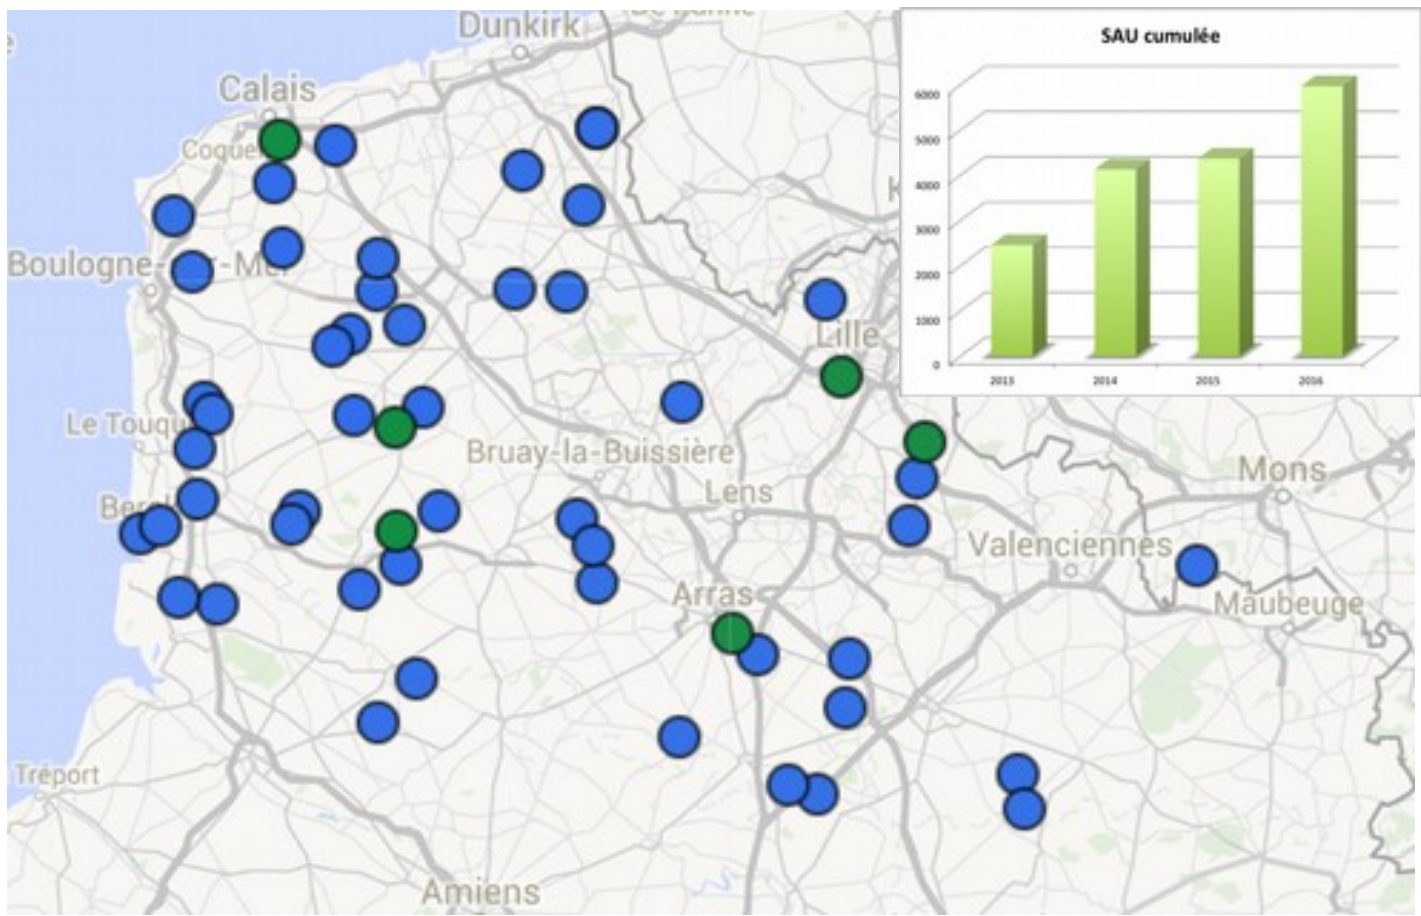 Dunkirk
Calais
Coque
Boulogne-
r-Mer
Lille
Le Touqu
Bruay-la-Buissière
Lens
Mons
Ber
Valenciennes
Arras
Maubeuge
Tréport
Amiens
SAU cumulée
6000
5000
4000
3000
2000
1000
0
2013
2014
2015
2016